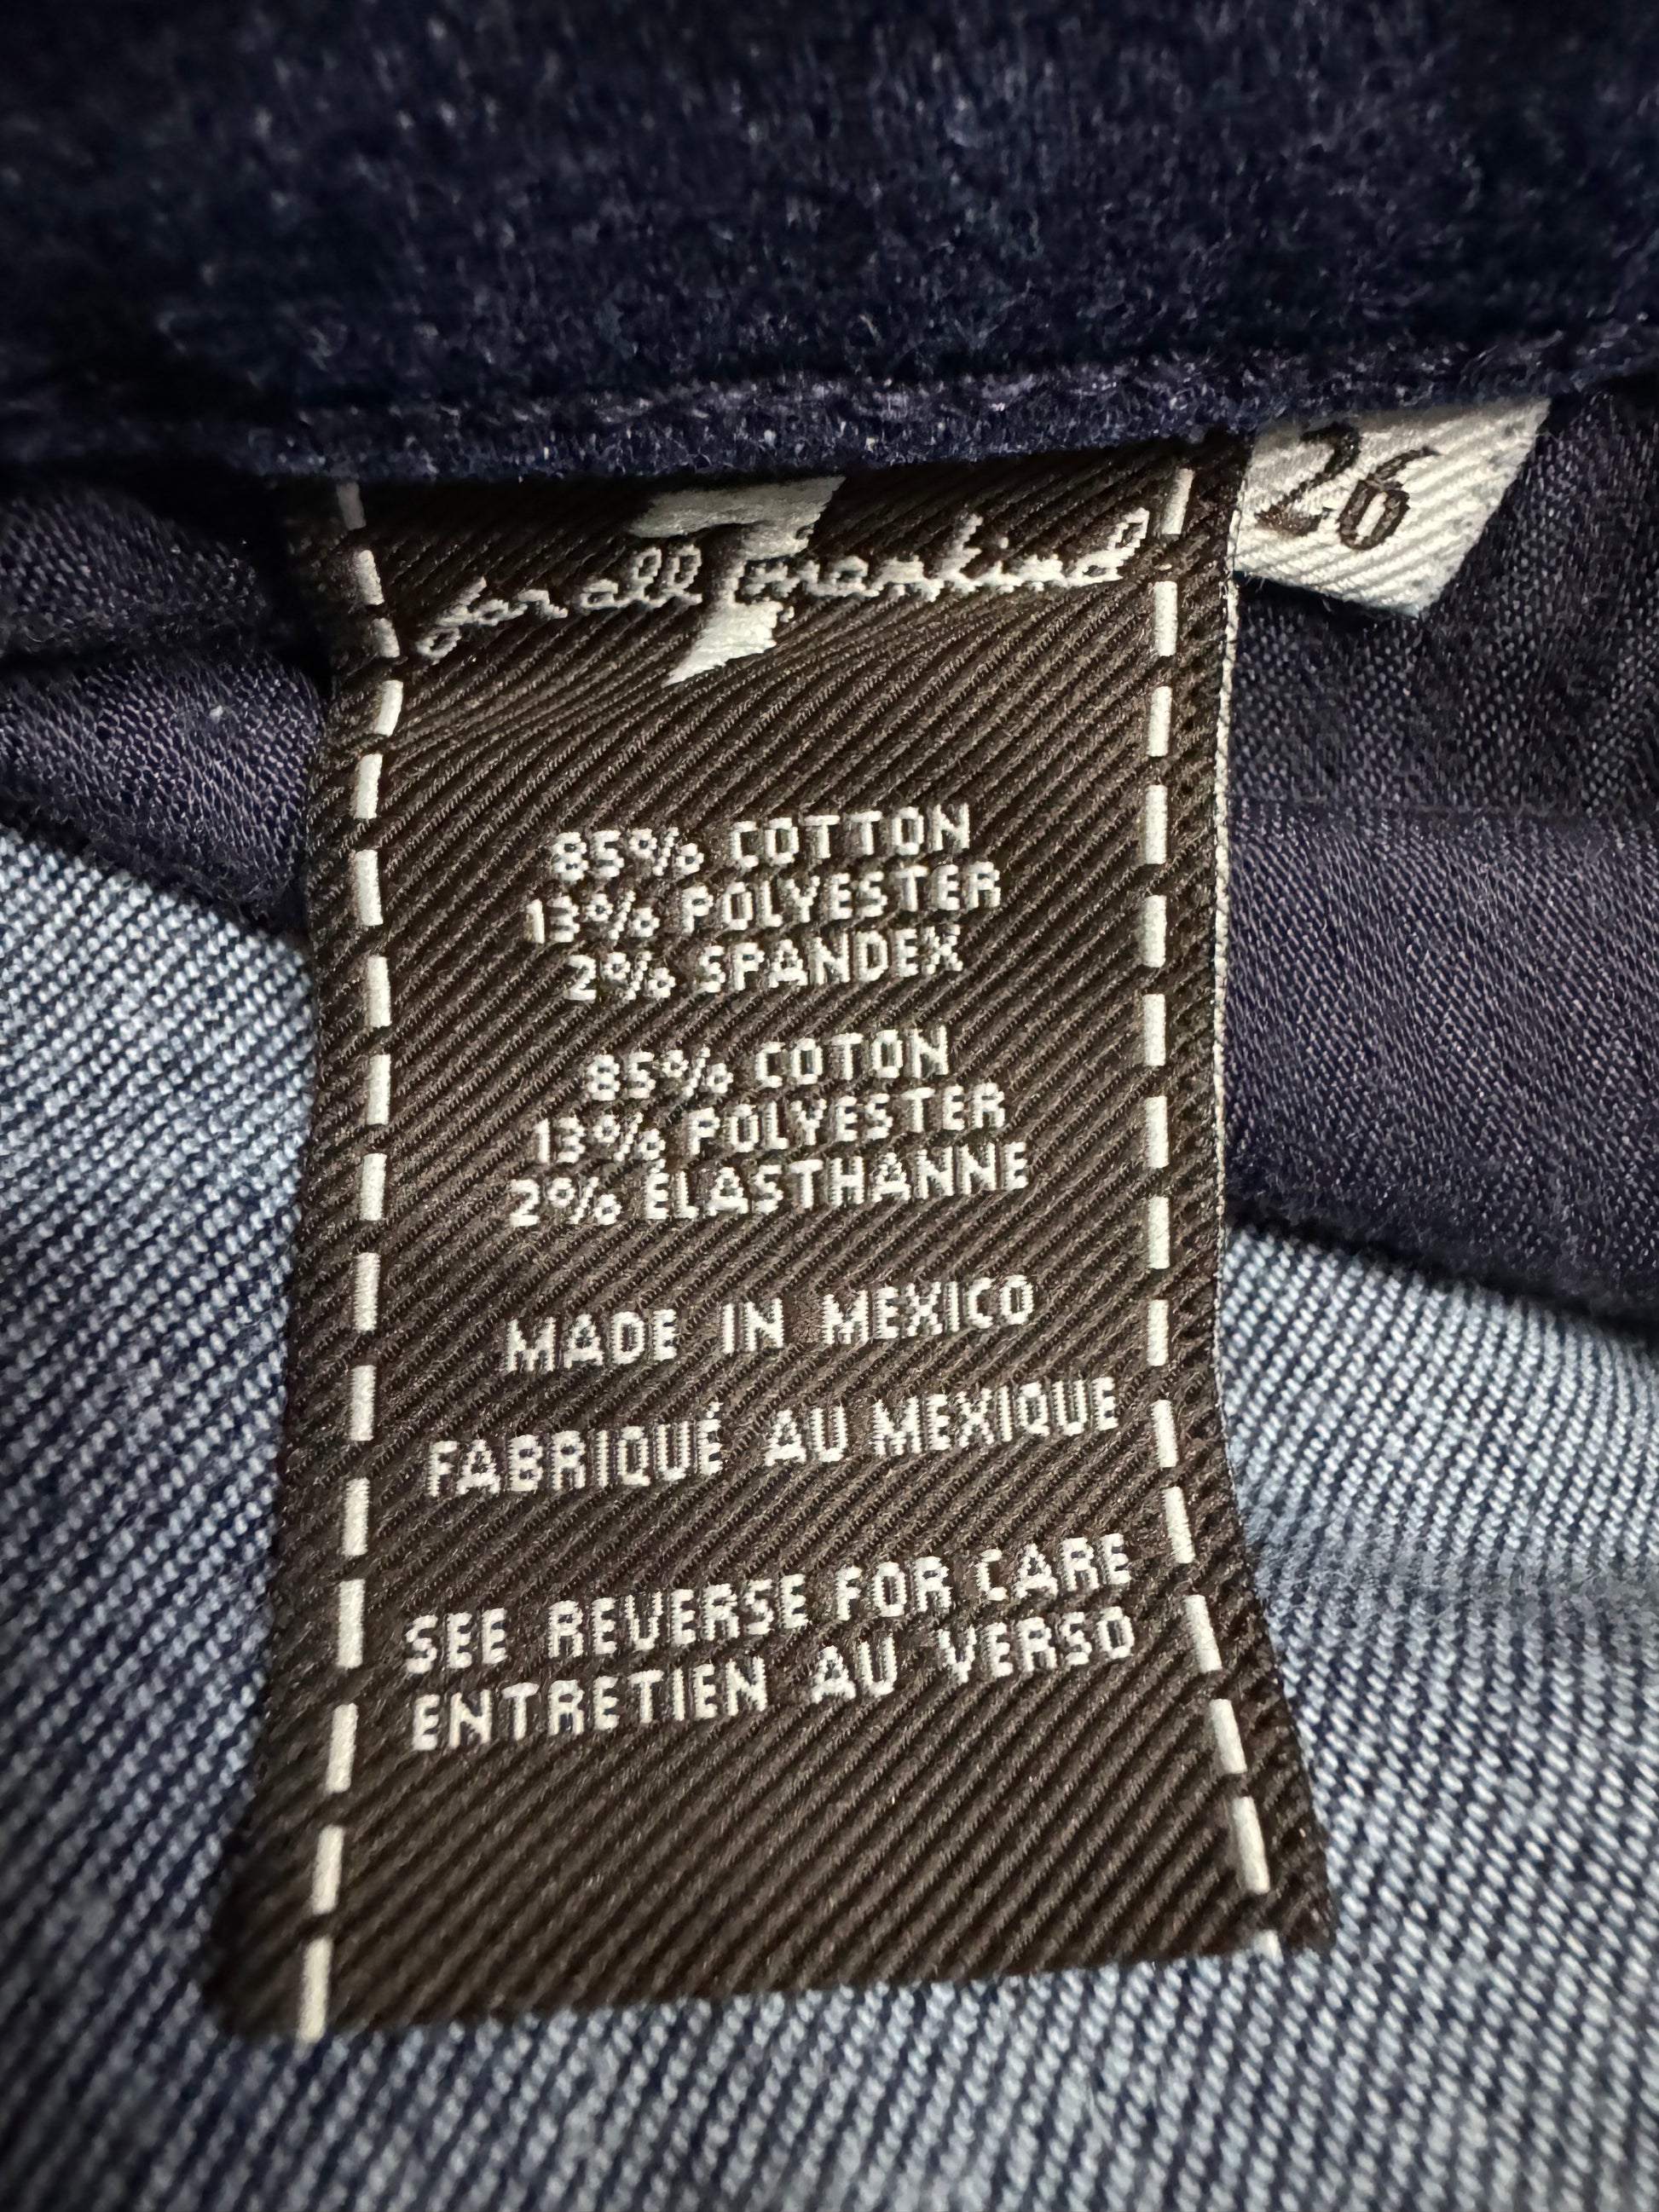 26
7
for all mankind
85% COTTON
13% POLYESTER
2% SPANDEX
85% COTON
13% POLYESTER
2% ÉLASTHANNE
MADE IN MEXICO
FABRIQUÉ AU MEXIQUE
SEE REVERSE FOR CARE
ENTRETIEN AU VERSO